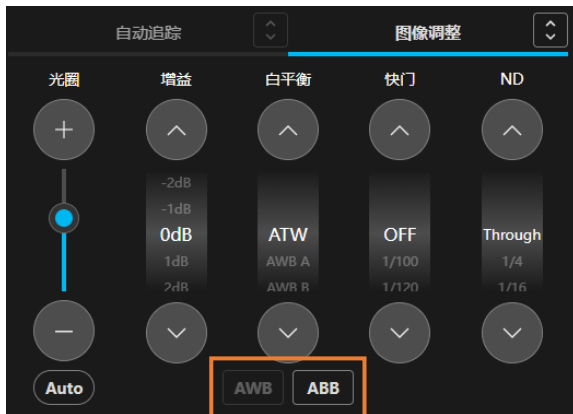 自动追踪 图像调整
光圈 增益 白平衡 快门 ND
-2dB
-1dB
0dB ATW OFF Through
1dB AWB A 1/100 1/4
2dB AWB B 1/120 1/16
Auto AWB ABB